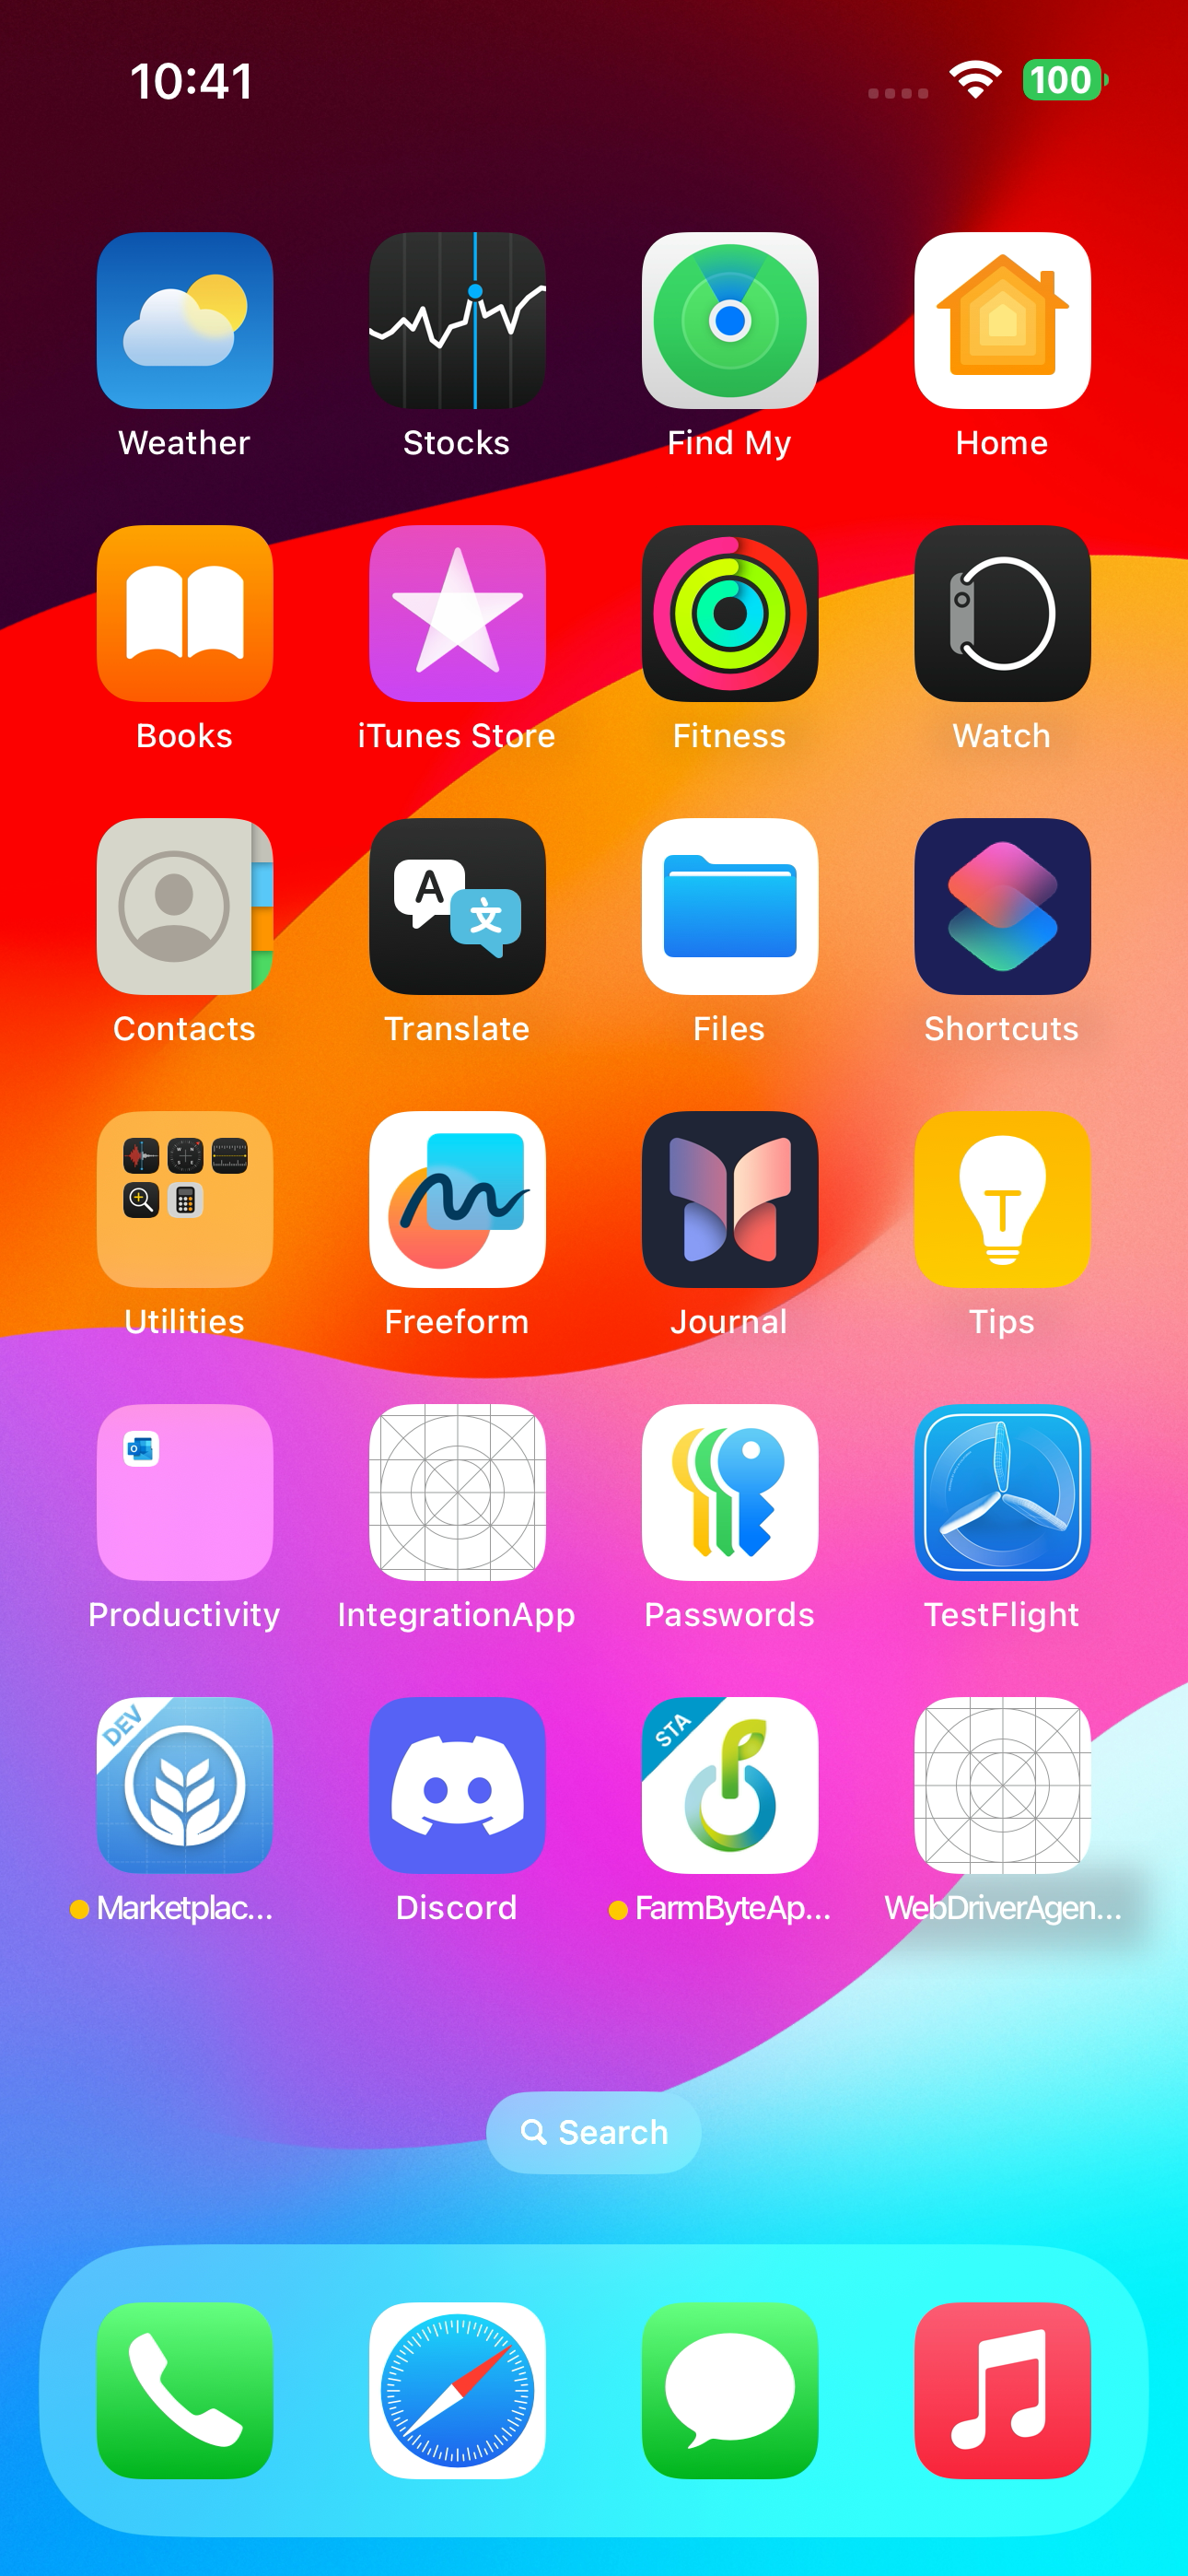 10:41
100
Weather
Stocks
Find My
Home
Books
iTunes Store
Fitness
Watch
A
文
Contacts
Translate
Files
Shortcuts
Utilities
Freeform
Journal
Tips
Productivity
IntegrationApp
Passwords
TestFlight
DEV
STA
Marketplac...
Discord
FarmByteAp...
WebDriverAgen...
Search